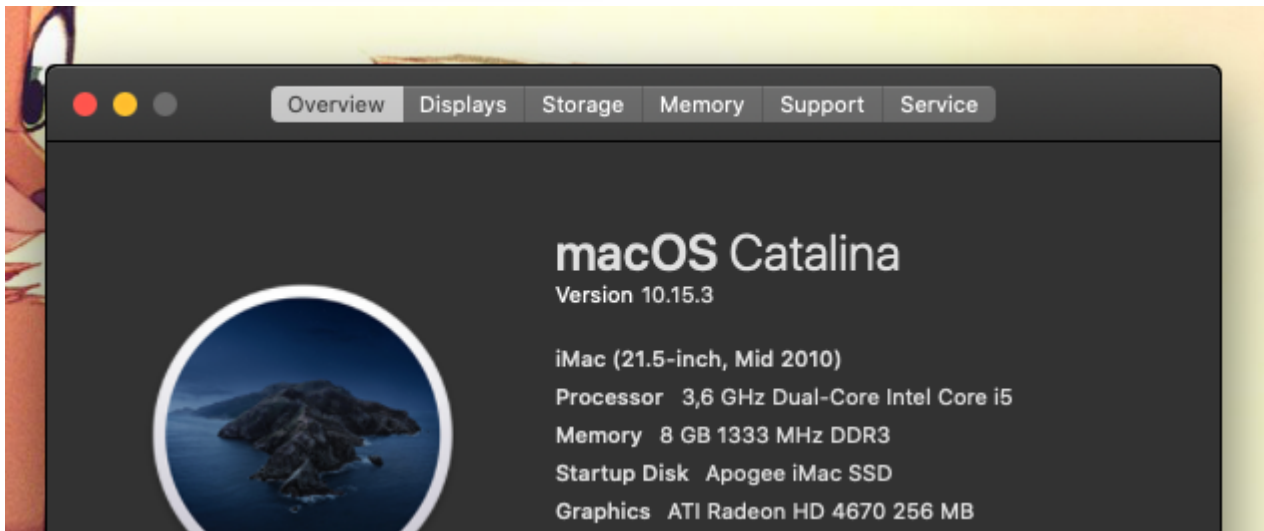 Overview Displays Storage Memory Support Service
macOS Catalina
Version 10.15.3
iMac (21.5-inch, Mid 2010)
Processor 3,6 GHz Dual-Core Intel Core i5
Memory 8 GB 1333 MHz DDR3
Startup Disk Apogee iMac SSD
Graphics ATI Radeon HD 4670 256 MB